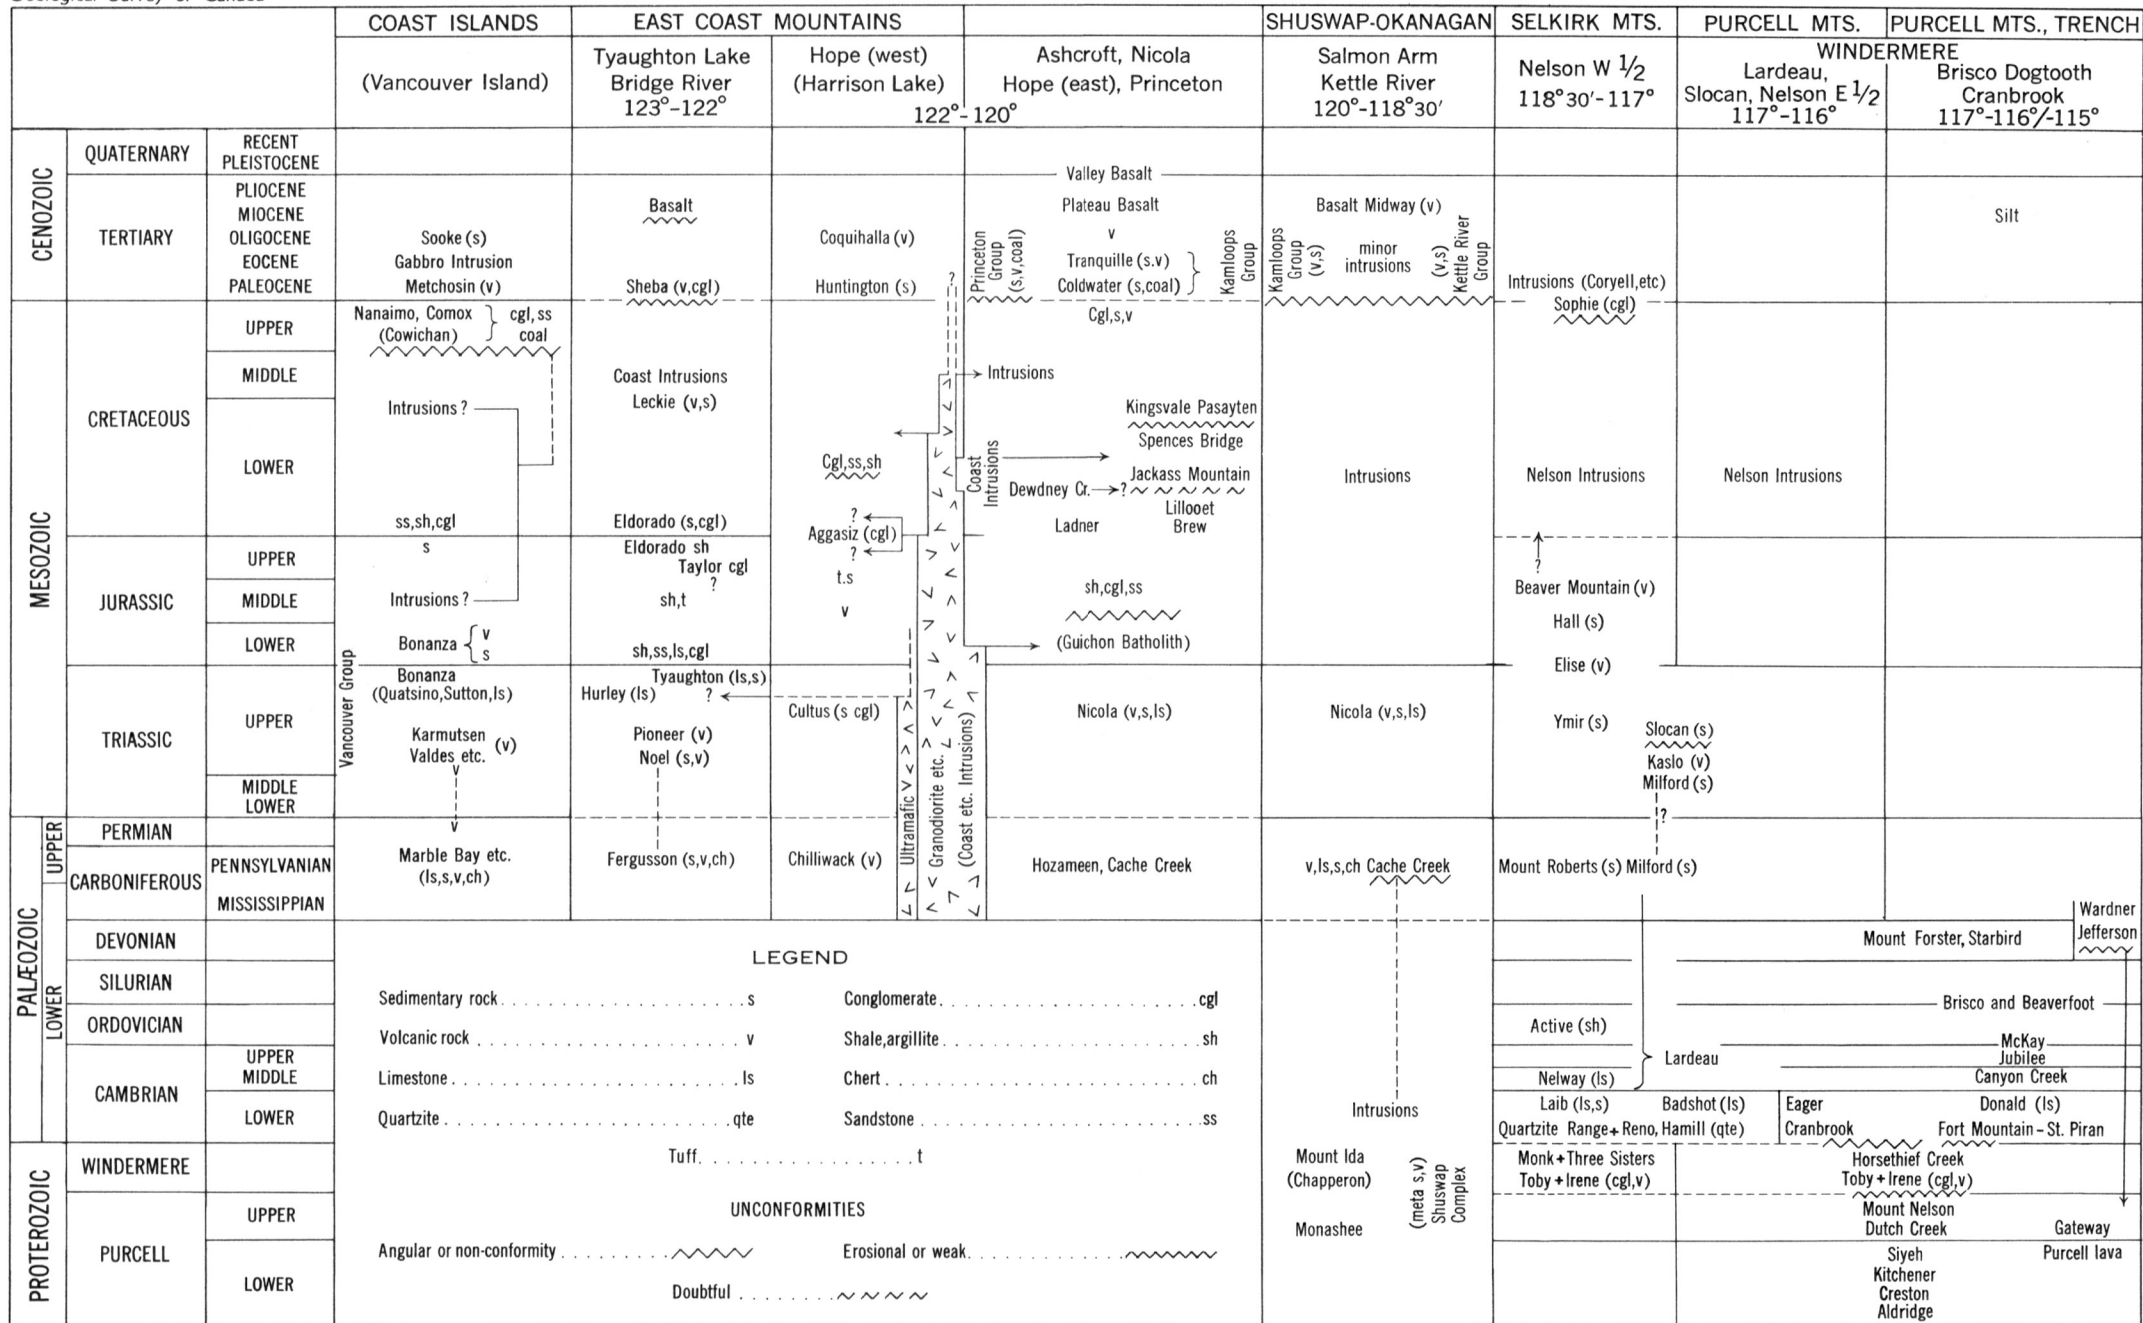 Geological Survey of Canada
COAST ISLANDS
EAST COAST MOUNTAINS
SHUSWAP-OKANAGAN
SELKIRK MTS.
PURCELL MTS.
PURCELL MTS., TRENCH
(Vancouver Island)
Tyaughton Lake
Bridge River
123°-122°
Hope (west)
(Harrison Lake)
Ashcroft, Nicola
Hope (east), Princeton
122°-120°
Salmon Arm
Kettle River
120°-118°30′
Nelson W 1/2
118°30′-117°
WINDERMERE
Lardeau,
Slocan, Nelson E 1/2
117°-116°
Brisco Dogtooth
Cranbrook
117°-116°/-115°
CENOZOIC
QUATERNARY
RECENT
PLEISTOCENE
Valley Basalt
TERTIARY
PLIOCENE
MIOCENE
OLIGOCENE
EOCENE
PALEOCENE
Sooke (s)
Gabbro Intrusion
Metchosin (v)
Basalt
Sheba (v,cgl)
Coquihalla (v)
Huntington (s)
?
Princeton
Group
(s,v,coal)
Plateau Basalt
v
Tranquille (s.v)
Coldwater (s,coal)
Kamloops
Group
Basalt Midway (v)
Kamloops
Group
(v,s)
minor
intrusions
(v,s)
Kettle River
Group
Intrusions (Coryell,etc)
Silt
MESOZOIC
CRETACEOUS
UPPER
MIDDLE
LOWER
Nanaimo, Comox
(Cowichan)
cgl,ss
coal
Intrusions ?
ss,sh,cgl
Coast Intrusions
Leckie (v,s)
Eldorado (s,cgl)
Cgl,ss,sh
?
Aggasiz (cgl)
?
Cgl,s,v
Intrusions
Kingsvale Pasayten
Spences Bridge
Coast
Intrusions
Jackass Mountain
Dewdney Cr. ?
Lillooet
Ladner
Brew
Intrusions
Sophie (cgl)
Nelson Intrusions
Nelson Intrusions
JURASSIC
UPPER
MIDDLE
LOWER
s
Intrusions ?
Bonanza
v
s
Eldorado sh
Taylor cgl
?
sh,t
sh,ss,ls,cgl
t.s
v
sh,cgl,ss
(Guichon Batholith)
?
Beaver Mountain (v)
Hall (s)
Elise (v)
TRIASSIC
UPPER
MIDDLE
LOWER
Vancouver Group
Bonanza
(Quatsino,Sutton,ls)
Karmutsen
Valdes etc.
(v)
v
v
Tyaughton (ls,s)
Hurley (ls)
?
Pioneer (v)
Noel (s,v)
Cultus (s cgl)
Ultramafic
Granodiorite etc.
(Coast etc. Intrusions)
Nicola (v,s,ls)
Nicola (v,s,ls)
Ymir (s)
Slocan (s)
Kaslo (v)
Milford (s)
?
PALÆOZOIC
UPPER
LOWER
PERMIAN
CARBONIFEROUS
PENNSYLVANIAN
MISSISSIPPIAN
Marble Bay etc.
(ls,s,v,ch)
Fergusson (s,v,ch)
Chilliwack (v)
Hozameen, Cache Creek
v,ls,s,ch Cache Creek
Mount Roberts (s) Milford (s)
DEVONIAN
Mount Forster, Starbird
Wardner
Jefferson
SILURIAN
ORDOVICIAN
Brisco and Beaverfoot
Active (sh)
CAMBRIAN
UPPER
MIDDLE
LOWER
Lardeau
McKay
Jubilee
Nelway (ls)
Canyon Creek
Intrusions
Laib (ls,s)
Badshot (ls)
Eager
Donald (ls)
Quartzite Range+Reno, Hamill (qte)
Cranbrook
Fort Mountain – St. Piran
PROTEROZOIC
WINDERMERE
Mount Ida
(Chapperon)
Monashee
(meta s,v)
Shuswap
Complex
Monk+Three Sisters
Toby+Irene (cgl,v)
Horsethief Creek
Toby+Irene (cgl,v)
PURCELL
UPPER
LOWER
Mount Nelson
Dutch Creek
Gateway
Siyeh
Purcell lava
Kitchener
Creston
Aldridge
LEGEND
Sedimentary rock . . . . . s
Conglomerate . . . . . cgl
Volcanic rock . . . . . v
Shale,argillite . . . . . sh
Limestone . . . . . ls
Chert . . . . . ch
Quartzite . . . . . qte
Sandstone . . . . . ss
Tuff . . . . . t
UNCONFORMITIES
Angular or non-conformity . . . . .
Erosional or weak . . . . .
Doubtful . . . . .